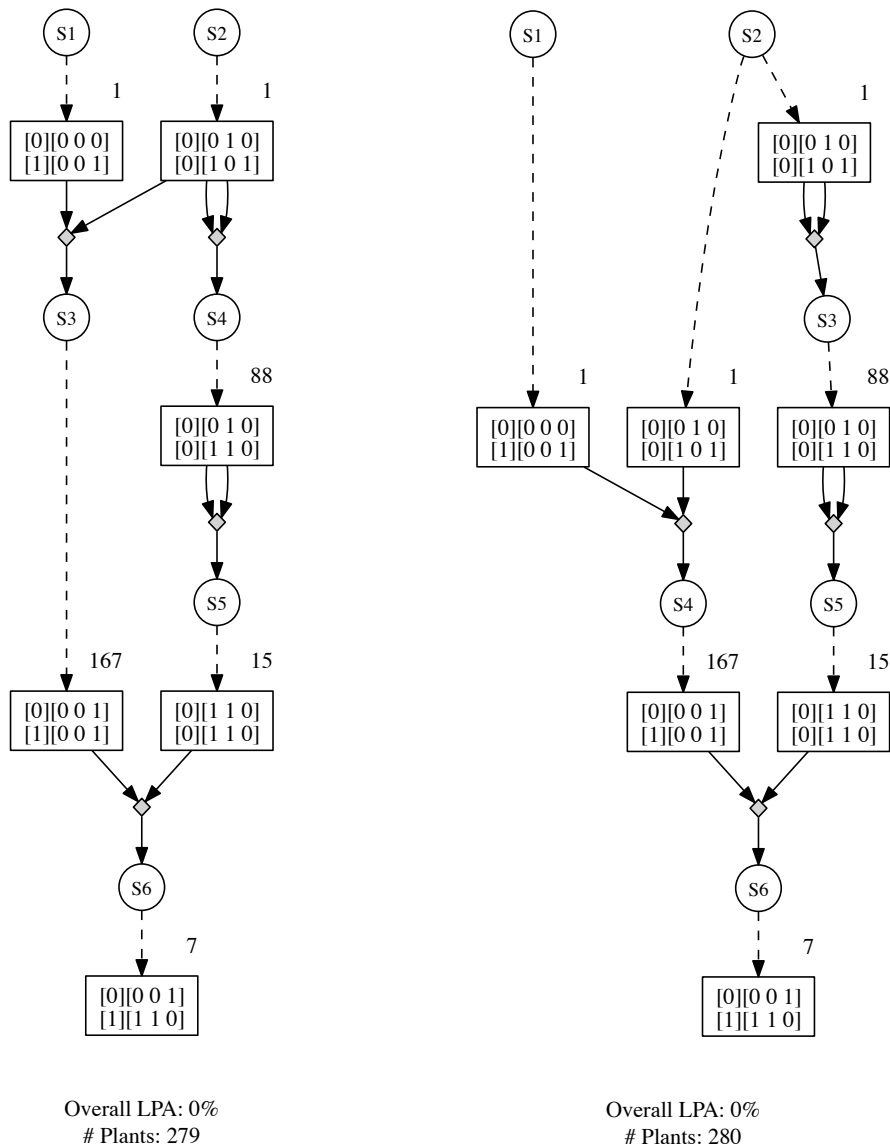 S1
S2
1
1
[0][0 0 0]
[1][0 0 1]
[0][0 1 0]
[0][1 0 1]
S3
S4
88
[0][0 1 0]
[0][1 1 0]
S5
167
15
[0][0 0 1]
[1][0 0 1]
[0][1 1 0]
[0][1 1 0]
S6
7
[0][0 0 1]
[1][1 1 0]
Overall LPA: 0%
# Plants: 279
S1
S2
1
[0][0 1 0]
[0][1 0 1]
S3
1
1
88
[0][0 0 0]
[1][0 0 1]
[0][0 1 0]
[0][1 0 1]
[0][0 1 0]
[0][1 1 0]
S4
S5
167
15
[0][0 0 1]
[1][0 0 1]
[0][1 1 0]
[0][1 1 0]
S6
7
[0][0 0 1]
[1][1 1 0]
Overall LPA: 0%
# Plants: 280